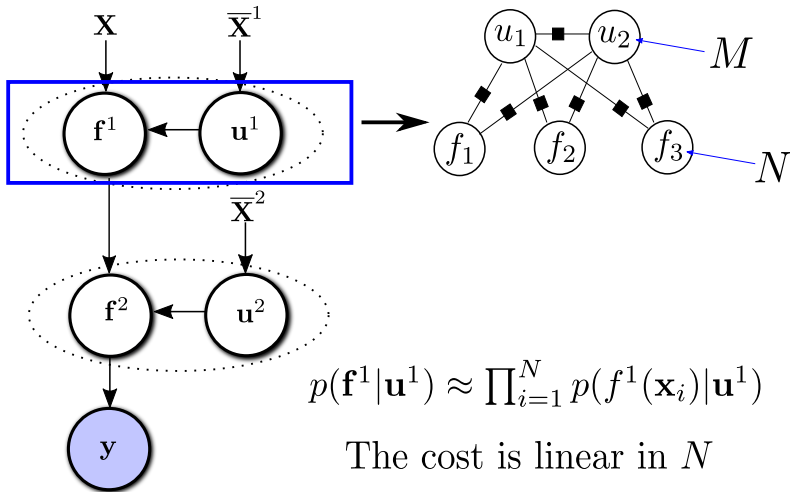 X X̅¹
f¹ u¹
u₁ u₂ M
f₁ f₂ f₃ N
X̅²
f² u²
y
p(f¹|u¹) ≈ ∏ᵢ₌₁ᴺ p(f¹(xᵢ)|u¹)
The cost is linear in N